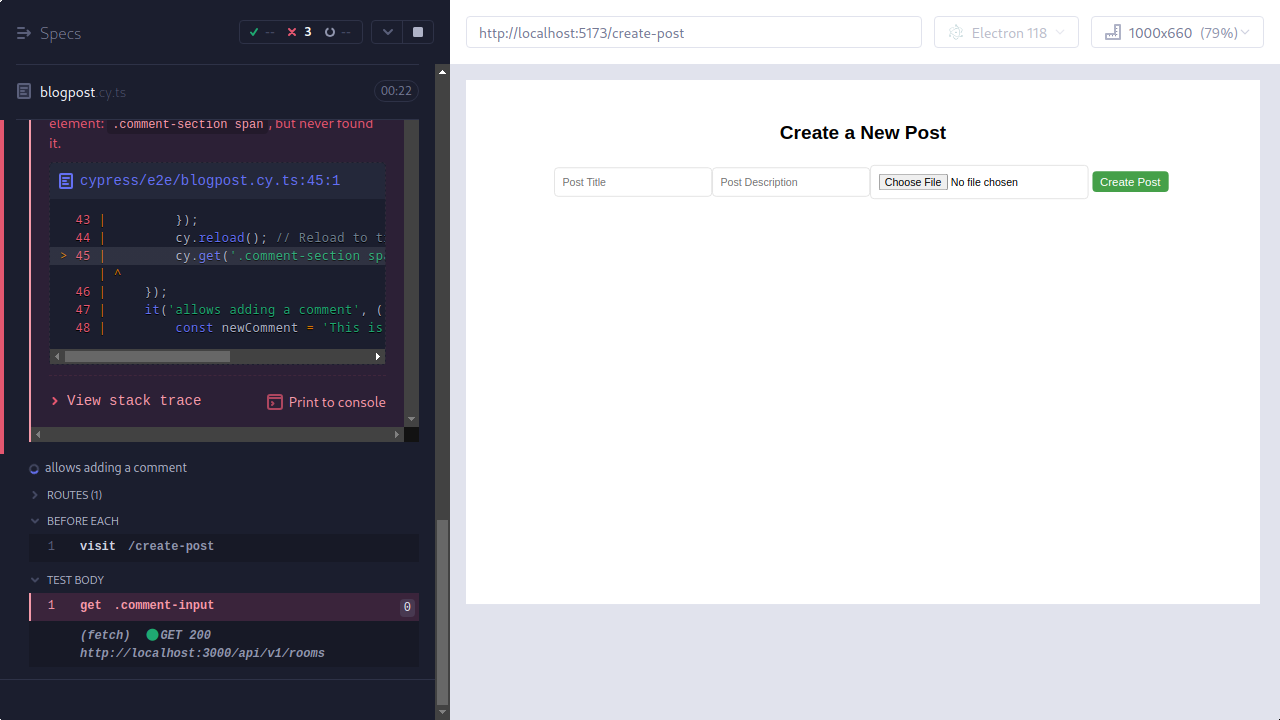 Specs
-- 3 --
blogpost.cy.ts 00:22
element: .comment-section span , but never found
it.
cypress/e2e/blogpost.cy.ts:45:1
43 | });
44 | cy.reload(); // Reload to t
> 45 | cy.get('.comment-section sp
| ^
46 | });
47 | it('allows adding a comment', (
48 | const newComment = 'This is
View stack trace
Print to console
allows adding a comment
ROUTES (1)
BEFORE EACH
1 visit /create-post
TEST BODY
1 get .comment-input 0
(fetch) GET 200
http://localhost:3000/api/v1/rooms
http://localhost:5173/create-post
Electron 118
1000x660 (79%)
Create a New Post
Post Title
Post Description
Choose File No file chosen
Create Post